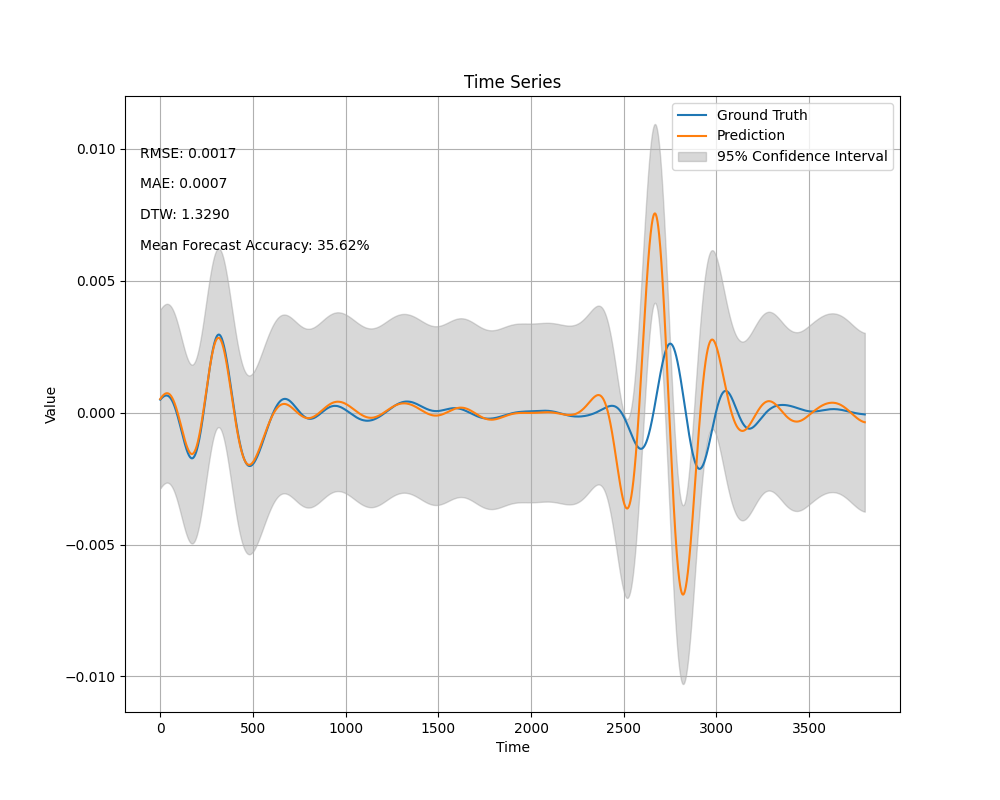 Time Series
Ground Truth
Prediction
95% Confidence Interval
RMSE: 0.0017
MAE: 0.0007
DTW: 1.3290
Mean Forecast Accuracy: 35.62%
Value
0.010
0.005
0.000
−0.005
−0.010
0 500 1000 1500 2000 2500 3000 3500
Time